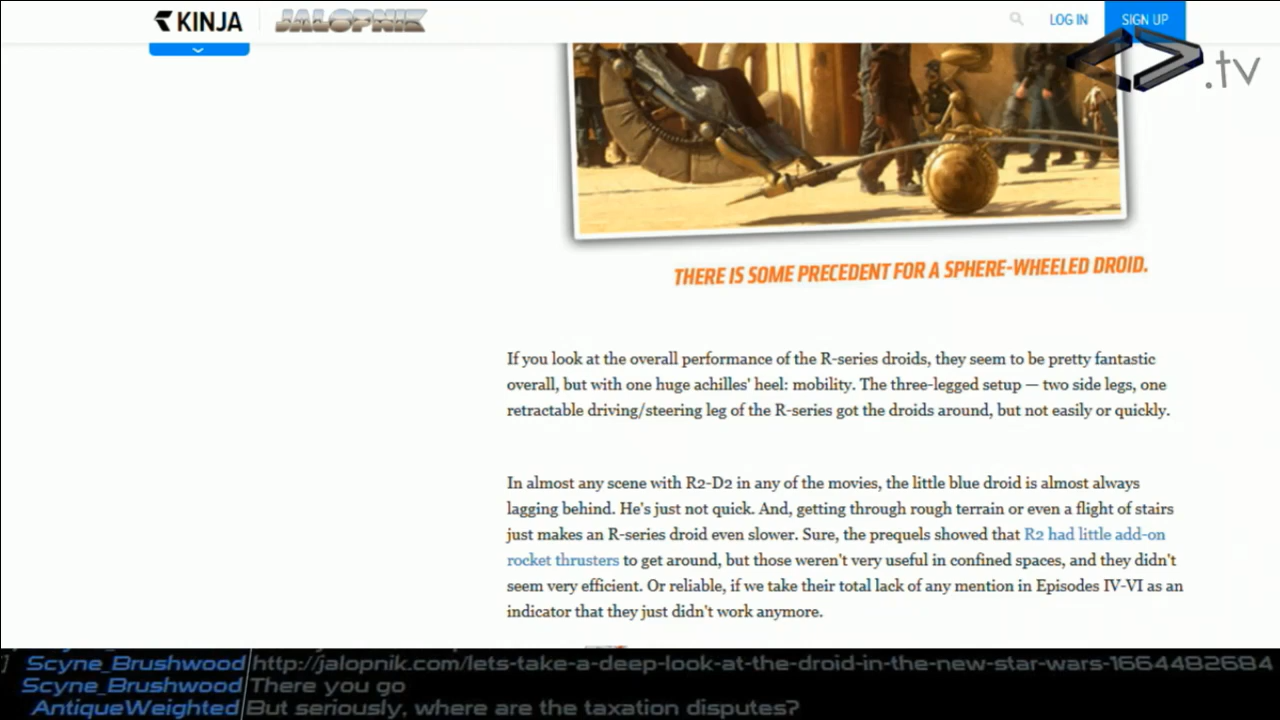 KINJA
JALOPNIK
LOG IN
SIGN UP
.tv
THERE IS SOME PRECEDENT FOR A SPHERE-WHEELED DROID.
If you look at the overall performance of the R-series droids, they seem to be pretty fantastic
overall, but with one huge achilles' heel: mobility. The three-legged setup — two side legs, one
retractable driving/steering leg of the R-series got the droids around, but not easily or quickly.
In almost any scene with R2-D2 in any of the movies, the little blue droid is almost always
lagging behind. He's just not quick. And, getting through rough terrain or even a flight of stairs
just makes an R-series droid even slower. Sure, the prequels showed that R2 had little add-on
rocket thrusters to get around, but those weren't very useful in confined spaces, and they didn't
seem very efficient. Or reliable, if we take their total lack of any mention in Episodes IV-VI as an
indicator that they just didn't work anymore.
] Scyne_Brushwood http://jalopnik.com/lets-take-a-deep-look-at-the-droid-in-the-new-star-wars-1664482684
Scyne_Brushwood There you go
AntiqueWeighted But seriously, where are the taxation disputes?